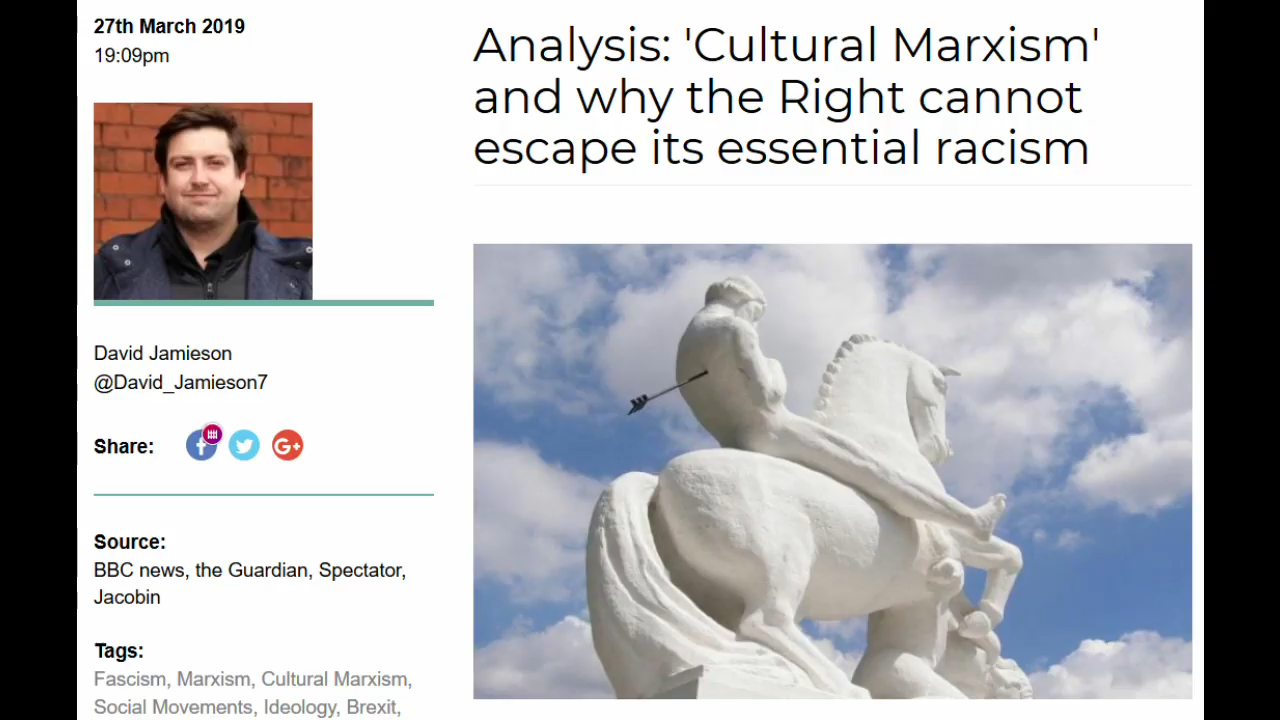 27th March 2019
19:09pm
David Jamieson
@David_Jamieson7
Share:
Source:
BBC news, the Guardian, Spectator,
Jacobin
Tags:
Fascism, Marxism, Cultural Marxism,
Social Movements, Ideology, Brexit,
Analysis: 'Cultural Marxism'
and why the Right cannot
escape its essential racism